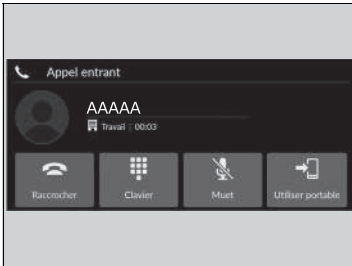 Appel entrant
AAAAA
Travail | 00:03
Raccrocher
Clavier
Muet
Utiliser portable